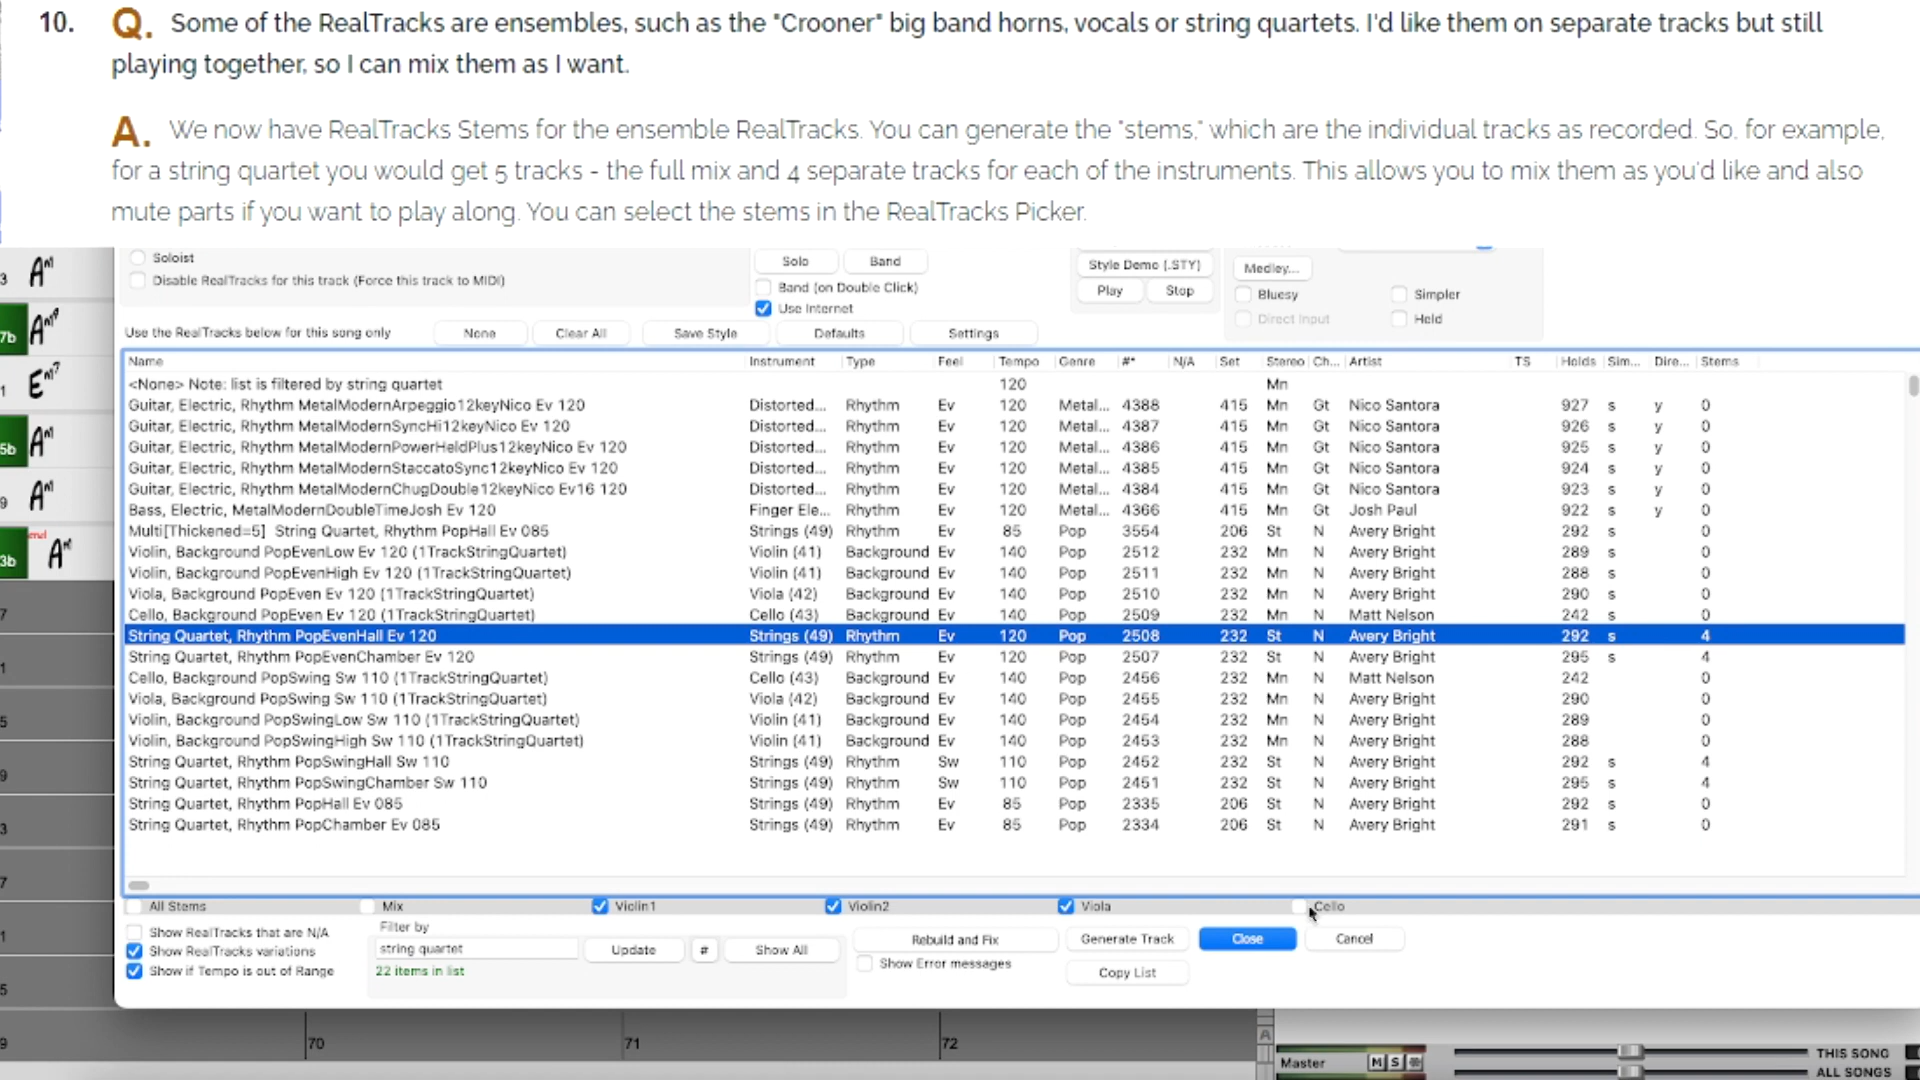 10. Q. Some of the RealTracks are ensembles, such as the "Crooner" big band horns, vocals or string quartets. I'd like them on separate tracks but still
playing together, so I can mix them as I want.
A. We now have RealTracks Stems for the ensemble RealTracks. You can generate the "stems," which are the individual tracks as recorded. So, for example,
for a string quartet you would get 5 tracks - the full mix and 4 separate tracks for each of the instruments. This allows you to mix them as you'd like and also
mute parts if you want to play along. You can select the stems in the RealTracks Picker.
3 Am
7b Am9
1 Em7
5b Am
9 Am
3b end Am
7
1
5
9
3
7
1
5
9
Soloist
Disable RealTracks for this track (Force this track to MIDI)
Solo Band
Band (on Double Click)
Use Internet
Style Demo (.STY)
Play Stop
Medley...
Bluesy Simpler
Direct Input Held
Use the RealTracks below for this song only None Clear All Save Style Defaults Settings
Name Instrument Type Feel Tempo Genre #* N/A Set Stereo Ch... Artist TS Holds Sim... Dire... Stems
<None> Note: list is filtered by string quartet 120 Mn
Guitar, Electric, Rhythm MetalModernArpeggio12keyNico Ev 120 Distorted... Rhythm Ev 120 Metal... 4388 415 Mn Gt Nico Santora 927 s y 0
Guitar, Electric, Rhythm MetalModernSyncHi12keyNico Ev 120 Distorted... Rhythm Ev 120 Metal... 4387 415 Mn Gt Nico Santora 926 s y 0
Guitar, Electric, Rhythm MetalModernPowerHeldPlus12keyNico Ev 120 Distorted... Rhythm Ev 120 Metal... 4386 415 Mn Gt Nico Santora 925 s y 0
Guitar, Electric, Rhythm MetalModernStaccatoSync12keyNico Ev 120 Distorted... Rhythm Ev 120 Metal... 4385 415 Mn Gt Nico Santora 924 s y 0
Guitar, Electric, Rhythm MetalModernChugDouble12keyNico Ev16 120 Distorted... Rhythm Ev 120 Metal... 4384 415 Mn Gt Nico Santora 923 s y 0
Bass, Electric, MetalModernDoubleTimeJosh Ev 120 Finger Ele... Rhythm Ev 120 Metal... 4366 415 Mn Gt Josh Paul 922 s y 0
Multi[Thickened=5] String Quartet, Rhythm PopHall Ev 085 Strings (49) Rhythm Ev 85 Pop 3554 206 St N Avery Bright 292 s 0
Violin, Background PopEvenLow Ev 120 (1TrackStringQuartet) Violin (41) Background Ev 140 Pop 2512 232 Mn N Avery Bright 289 s 0
Violin, Background PopEvenHigh Ev 120 (1TrackStringQuartet) Violin (41) Background Ev 140 Pop 2511 232 Mn N Avery Bright 288 s 0
Viola, Background PopEven Ev 120 (1TrackStringQuartet) Viola (42) Background Ev 140 Pop 2510 232 Mn N Avery Bright 290 s 0
Cello, Background PopEven Ev 120 (1TrackStringQuartet) Cello (43) Background Ev 140 Pop 2509 232 Mn N Matt Nelson 242 s 0
String Quartet, Rhythm PopEvenHall Ev 120 Strings (49) Rhythm Ev 120 Pop 2508 232 St N Avery Bright 292 s 4
String Quartet, Rhythm PopEvenChamber Ev 120 Strings (49) Rhythm Ev 120 Pop 2507 232 St N Avery Bright 295 s 4
Cello, Background PopSwing Sw 110 (1TrackStringQuartet) Cello (43) Background Ev 140 Pop 2456 232 Mn N Matt Nelson 242 0
Viola, Background PopSwing Sw 110 (1TrackStringQuartet) Viola (42) Background Ev 140 Pop 2455 232 Mn N Avery Bright 290 0
Violin, Background PopSwingLow Sw 110 (1TrackStringQuartet) Violin (41) Background Ev 140 Pop 2454 232 Mn N Avery Bright 289 0
Violin, Background PopSwingHigh Sw 110 (1TrackStringQuartet) Violin (41) Background Ev 140 Pop 2453 232 Mn N Avery Bright 288 0
String Quartet, Rhythm PopSwingHall Sw 110 Strings (49) Rhythm Sw 110 Pop 2452 232 St N Avery Bright 292 s 4
String Quartet, Rhythm PopSwingChamber Sw 110 Strings (49) Rhythm Sw 110 Pop 2451 232 St N Avery Bright 295 s 4
String Quartet, Rhythm PopHall Ev 085 Strings (49) Rhythm Ev 85 Pop 2335 206 St N Avery Bright 292 s 0
String Quartet, Rhythm PopChamber Ev 085 Strings (49) Rhythm Ev 85 Pop 2334 206 St N Avery Bright 291 s 0
All Stems Mix Violin1 Violin2 Viola Cello
Show RealTracks that are N/A
Show RealTracks variations
Show if Tempo is out of Range
Filter by
string quartet Update # Show All
22 items in list
Rebuild and Fix Generate Track Close Cancel
Show Error messages
Copy List
70 71 72
A
Master M S THIS SONG
ALL SONGS